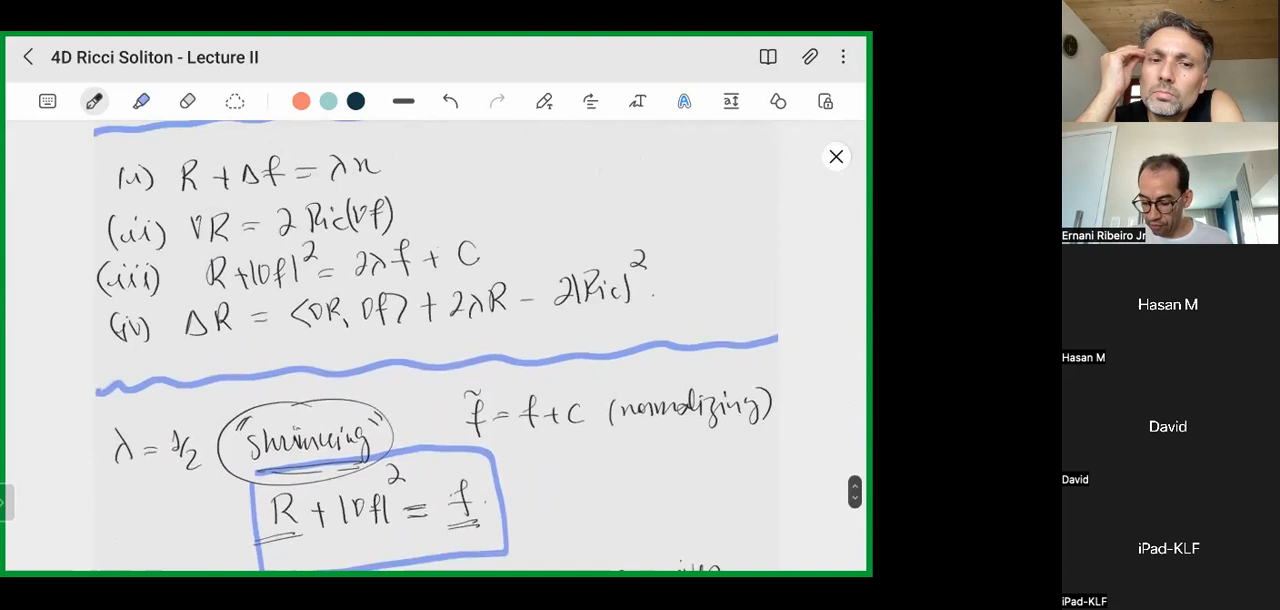 4D Ricci Soliton - Lecture II
(i) R + Δf = λn
(ii) ∇R = 2 Ric(∇f)
(iii) R + |∇f|² = 2λf + C
(iv) ΔR = ⟨∇R, ∇f⟩ + 2λR - 2|Ric|².
f̃ = f + C (normalizing)
λ = 1/2 "shrinking"
R + |∇f|² = f.
Ernani Ribeiro Jr
Hasan M
Hasan M
David
David
iPad-KLF
iPad-KLF